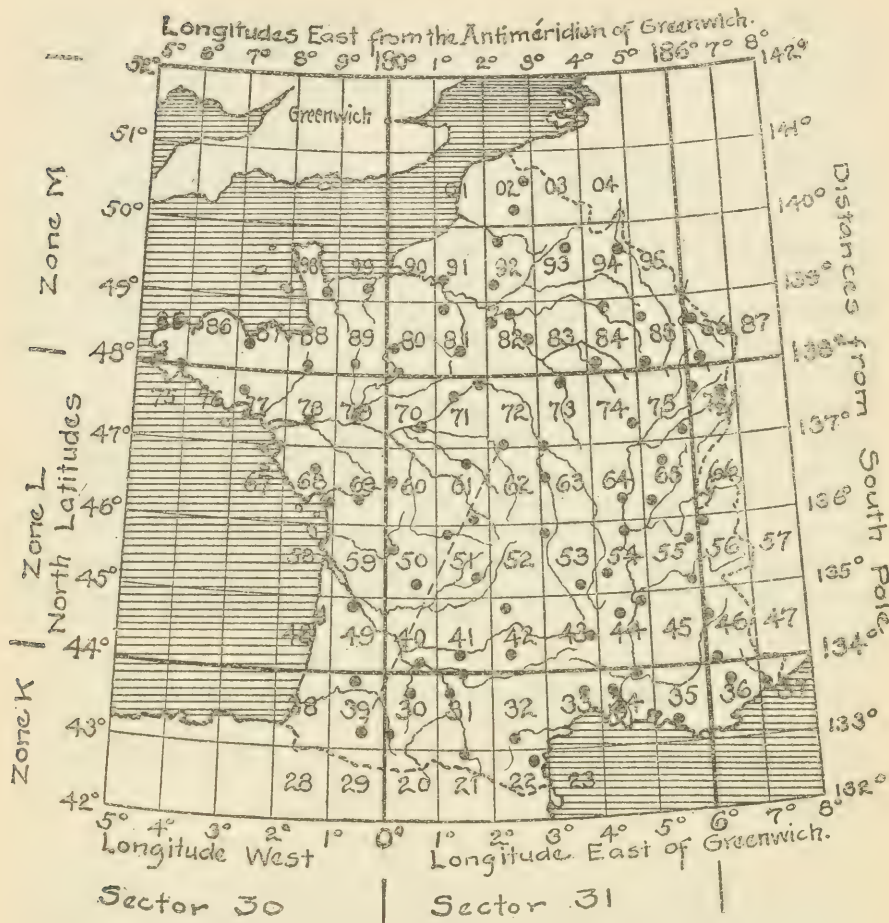 Longitudes East from the Antiméridian of Greenwich.
5° 6° 7° 8° 9° 180° 1° 2° 3° 4° 5° 186° 7° 8°
52° 142°
Greenwich
51° 141°
01 02 03 04
50° 140°
98 99 90 91 92 93 94 95
49° 139°
85 86 87 88 89 80 81 82 83 84 85 87
48° 138°
75 76 77 78 79 70 71 72 73 74 75
47° 137°
67 68 69 60 61 62 63 64 65 66
46° 136°
58 59 50 51 52 53 54 55 56 57
45° 135°
48 49 40 41 42 43 44 45 46 47
44° 134°
38 39 30 31 32 33 34 35 36 37
43° 133°
28 29 20 21 22 23
42° 132°
5° 4° 3° 2° 1° 0° 1° 2° 3° 4° 5° 6° 7° 8°
Longitude West Longitude East of Greenwich.
Sector 30 Sector 31
Zone M
Zone L
North Latitudes
Zone K
Distances from South Pole.